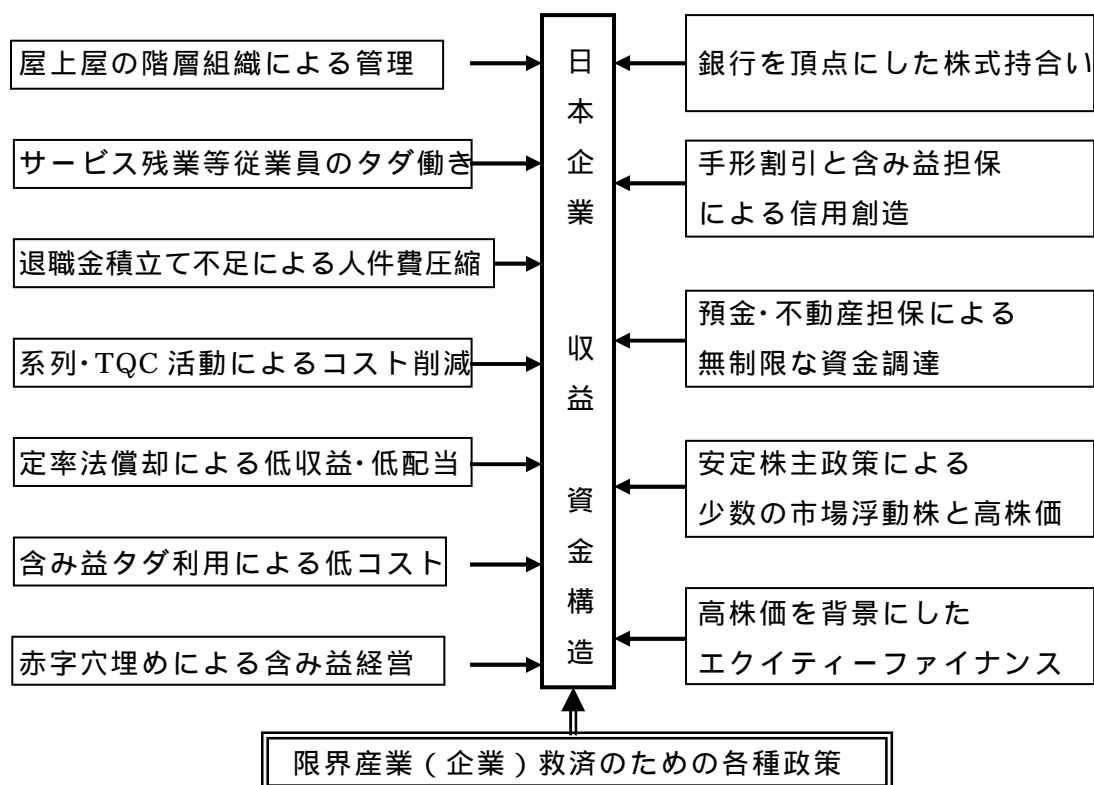 屋上屋の階層組織による管理
サービス残業等従業員のタダ働き
退職金積立て不足による人件費圧縮
系列・TQC活動によるコスト削減
定率法償却による低収益・低配当
含み益タダ利用による低コスト
赤字穴埋めによる含み益経営
日本企業 収益 資金構造
銀行を頂点にした株式持合い
手形割引と含み益担保
による信用創造
預金・不動産担保による
無制限な資金調達
安定株主政策による
少数の市場浮動株と高株価
高株価を背景にした
エクイティーファイナンス
限界産業(企業)救済のための各種政策